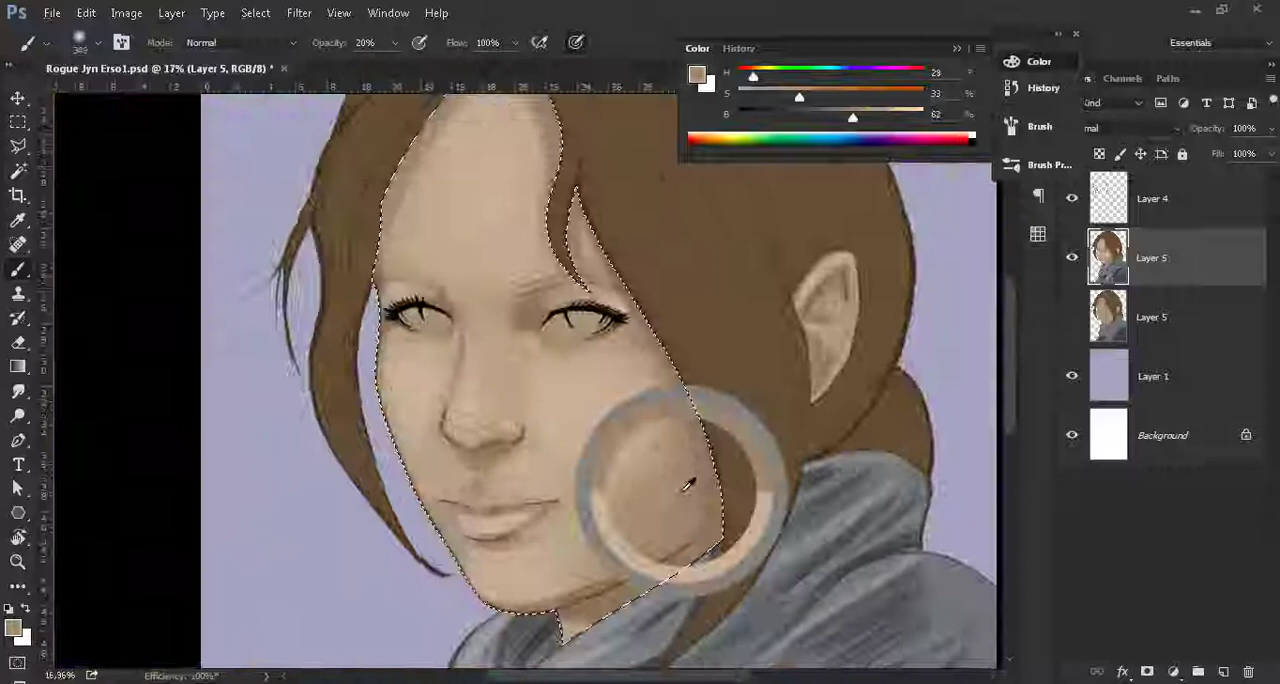 Ps File Edit Image Layer Type Select Filter View Window Help
Mode: Normal Opacity: 20% Flow: 100% Essentials
Rogue Jyn Erso1.psd @ 17% (Layer 5, RGB/8) * ×
Color History
H 29 °
S 33 %
B 62 %
Color
History
Brush
Brush Pr...
Channels Paths
Kind
mal Opacity: 100%
Fill: 100%
Layer 4
Layer 5
Layer 5
Layer 1
Background
16,96% Efficiency: 100%*